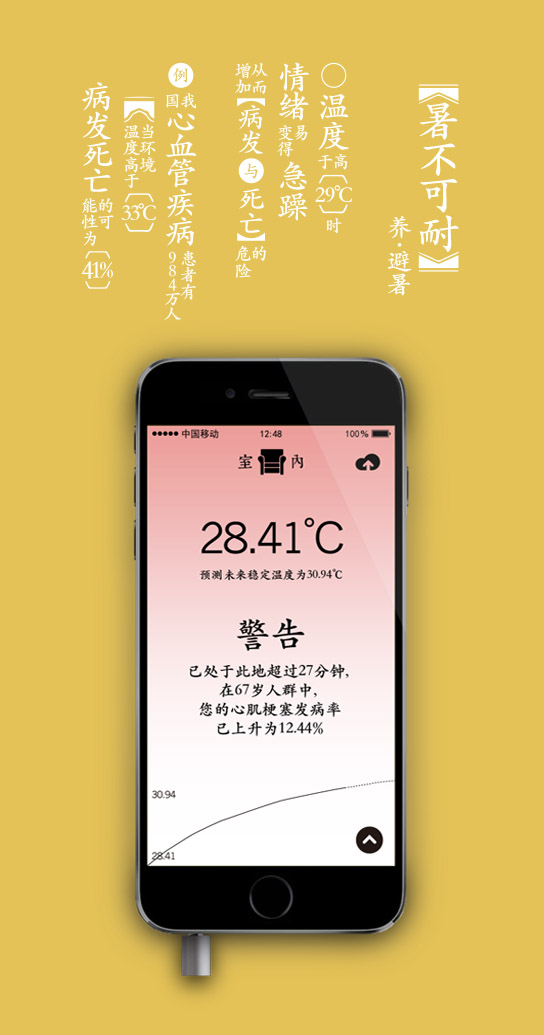 【暑不可耐】
养·避暑
○温度于高【29℃】时
情绪变得易急躁
从而增加【病发与死亡】的危险
例 我国心血管疾病患者有984万人
【当环境温度高于【33℃】
病发死亡的可能性为【41%】
中国移动 12:48 100%
室内
28.41℃
预测未来稳定温度为30.94℃
警告
已处于此地超过27分钟,
在67岁人群中,
您的心肌梗塞发病率
已上升为12.44%
30.94
28.41